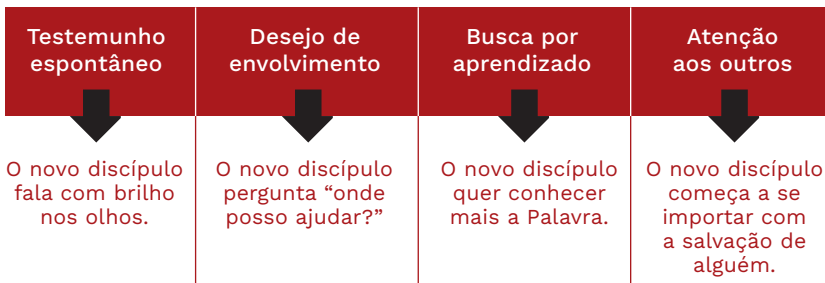 Testemunho
espontâneo
Desejo de
envolvimento
Busca por
aprendizado
Atenção
aos outros
O novo discípulo
fala com brilho
nos olhos.
O novo discípulo
pergunta “onde
posso ajudar?”
O novo discípulo
quer conhecer
mais a Palavra.
O novo discípulo
começa a se
importar com
a salvação de
alguém.